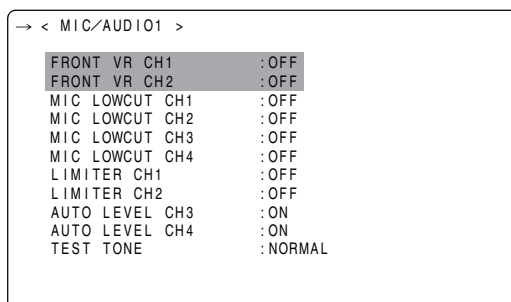 → < MIC/AUDIO1 >
FRONT VR CH1 :OFF
FRONT VR CH2 :OFF
MIC LOWCUT CH1 :OFF
MIC LOWCUT CH2 :OFF
MIC LOWCUT CH3 :OFF
MIC LOWCUT CH4 :OFF
LIMITER CH1 :OFF
LIMITER CH2 :OFF
AUTO LEVEL CH3 :ON
AUTO LEVEL CH4 :ON
TEST TONE :NORMAL